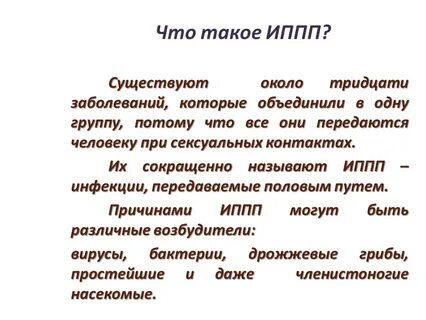 Что такое ИППП?
Существуют около тридцати
заболеваний, которые объединили в одну
группу, потому что все они передаются
человеку при сексуальных контактах.
Их сокращенно называют ИППП –
инфекции, передаваемые половым путем.
Причинами ИППП могут быть
различные возбудители:
вирусы, бактерии, дрожжевые грибы,
простейшие и даже членистоногие
насекомые.